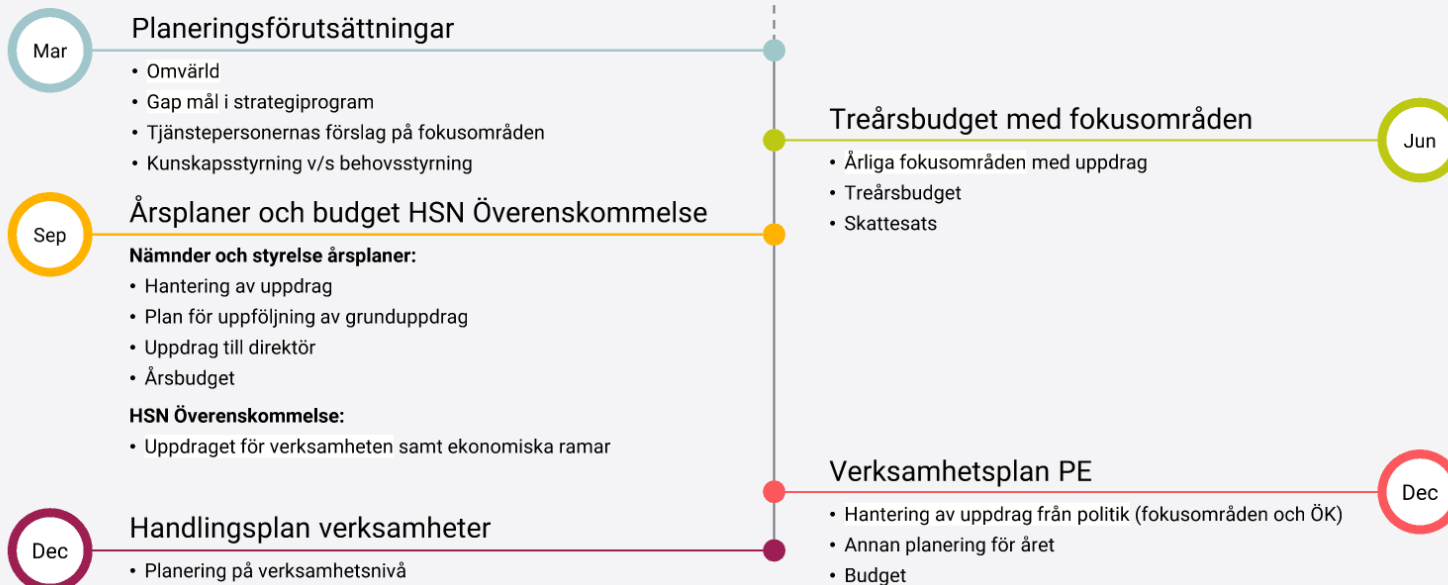 Mar
Planeringsförutsättningar
• Omvärld
• Gap mål i strategiprogram
• Tjänstepersonernas förslag på fokusområden
• Kunskapsstyrning v/s behovsstyrning
Treårsbudget med fokusområden
Jun
• Årliga fokusområden med uppdrag
• Treårsbudget
• Skattesats
Sep
Årsplaner och budget HSN Överenskommelse
Nämnder och styrelse årsplaner:
• Hantering av uppdrag
• Plan för uppföljning av grunduppdrag
• Uppdrag till direktör
• Årsbudget
HSN Överenskommelse:
• Uppdraget för verksamheten samt ekonomiska ramar
Verksamhetsplan PE
Dec
• Hantering av uppdrag från politik (fokusområden och ÖK)
• Annan planering för året
• Budget
Dec
Handlingsplan verksamheter
• Planering på verksamhetsnivå